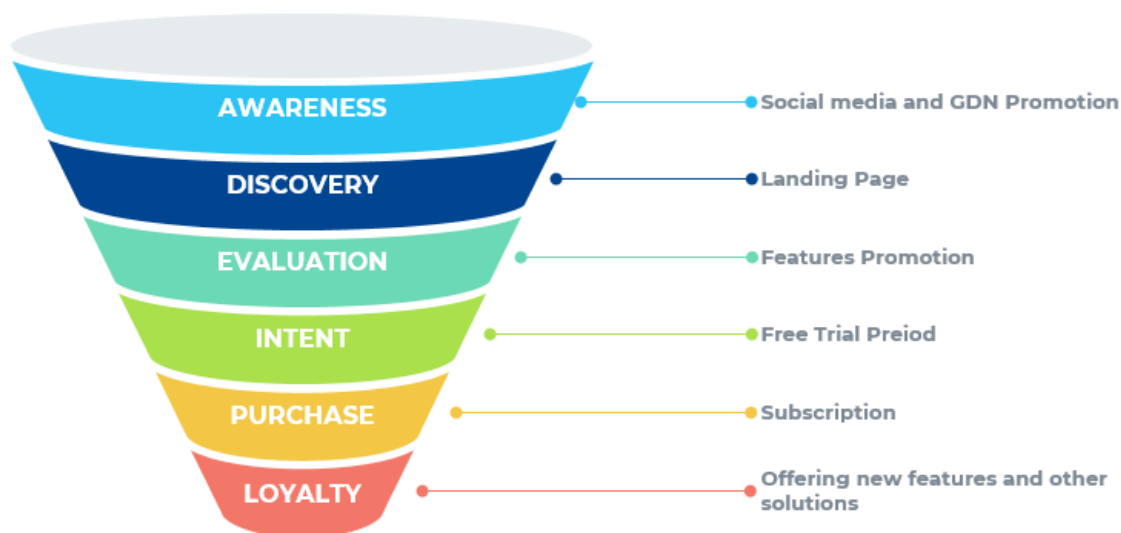 AWARENESS
Social media and GDN Promotion
DISCOVERY
Landing Page
EVALUATION
Features Promotion
INTENT
Free Trial Preiod
PURCHASE
Subscription
LOYALTY
Offering new features and other
solutions